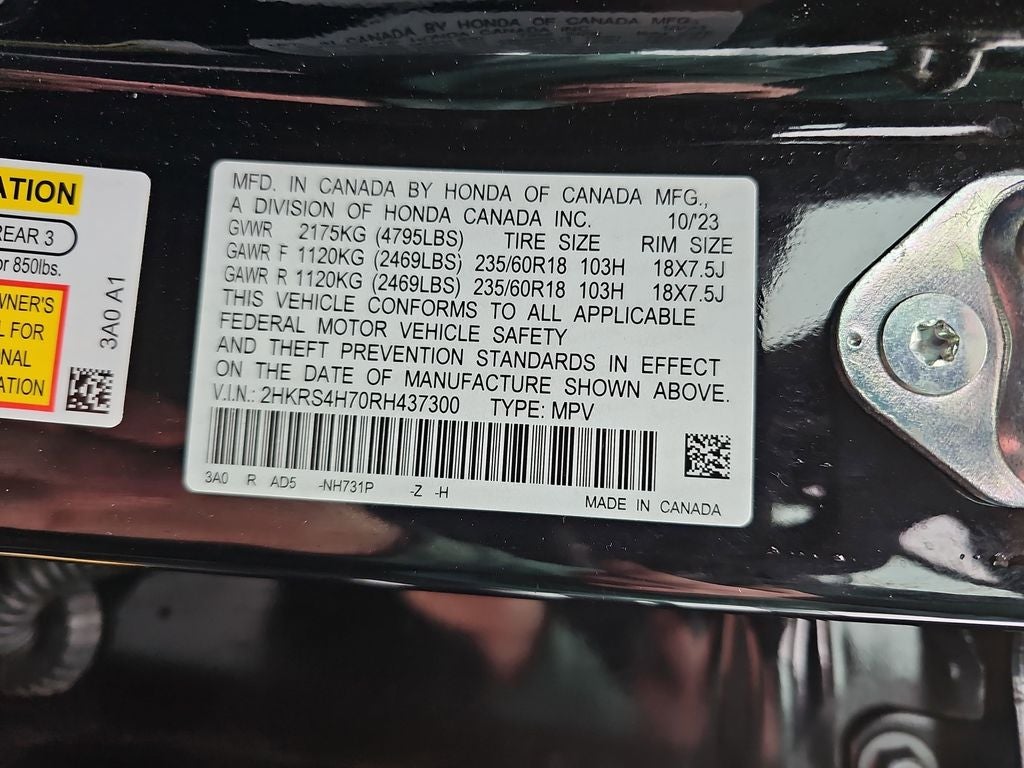 ATION
REAR 3
or 850lbs.
WNER'S
L FOR
ONAL
ATION
3A0 A1
MFD. IN CANADA BY HONDA OF CANADA MFG.,
A DIVISION OF HONDA CANADA INC. 10/'23
GVWR 2175KG (4795LBS) TIRE SIZE RIM SIZE
GAWR F 1120KG (2469LBS) 235/60R18 103H 18X7.5J
GAWR R 1120KG (2469LBS) 235/60R18 103H 18X7.5J
THIS VEHICLE CONFORMS TO ALL APPLICABLE
FEDERAL MOTOR VEHICLE SAFETY
AND THEFT PREVENTION STANDARDS IN EFFECT
ON THE DATE OF MANUFACTURE SHOWN ABOVE.
V.I.N.: 2HKRS4H70RH437300 TYPE: MPV
3A0 R AD5 -NH731P -Z -H
MADE IN CANADA